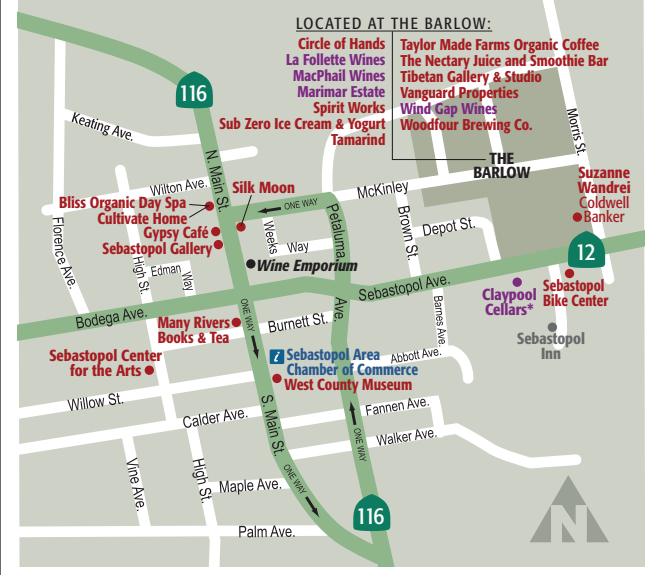 LOCATED AT THE BARLOW:
Circle of Hands
La Follette Wines
MacPhail Wines
Marimar Estate
Spirit Works
Sub Zero Ice Cream & Yogurt
Tamarind
Taylor Made Farms Organic Coffee
The Nectary Juice and Smoothie Bar
Tibetan Gallery & Studio
Vanguard Properties
Wind Gap Wines
Woodfour Brewing Co.
THE
BARLOW
116
Keating Ave.
N. Main St.
Morris St.
Wilton Ave.
Silk Moon
McKinley
Suzanne
Wandrei
Coldwell
Banker
Bliss Organic Day Spa
Cultivate Home
Gypsy Café
Sebastopol Gallery
ONE WAY
Petaluma
Ave
Brown St.
Depot St.
Weeks
Way
Florence Ave.
High St.
Edman
Way
Wine Emporium
12
Sebastopol Ave.
Claypool
Cellars*
Sebastopol
Bike Center
Bodega Ave.
ONE WAY
Many Rivers
Books & Tea
Burnett St.
Barnes Ave.
Sebastopol
Inn
Sebastopol Center
for the Arts
i
Sebastopol Area
Chamber of Commerce
Abbott Ave.
West County Museum
Willow St.
Calder Ave.
S. Main St.
Fannen Ave.
Walker Ave.
ONE WAY
Vine Ave.
High St.
Maple Ave.
ONE WAY
116
Palm Ave.
N